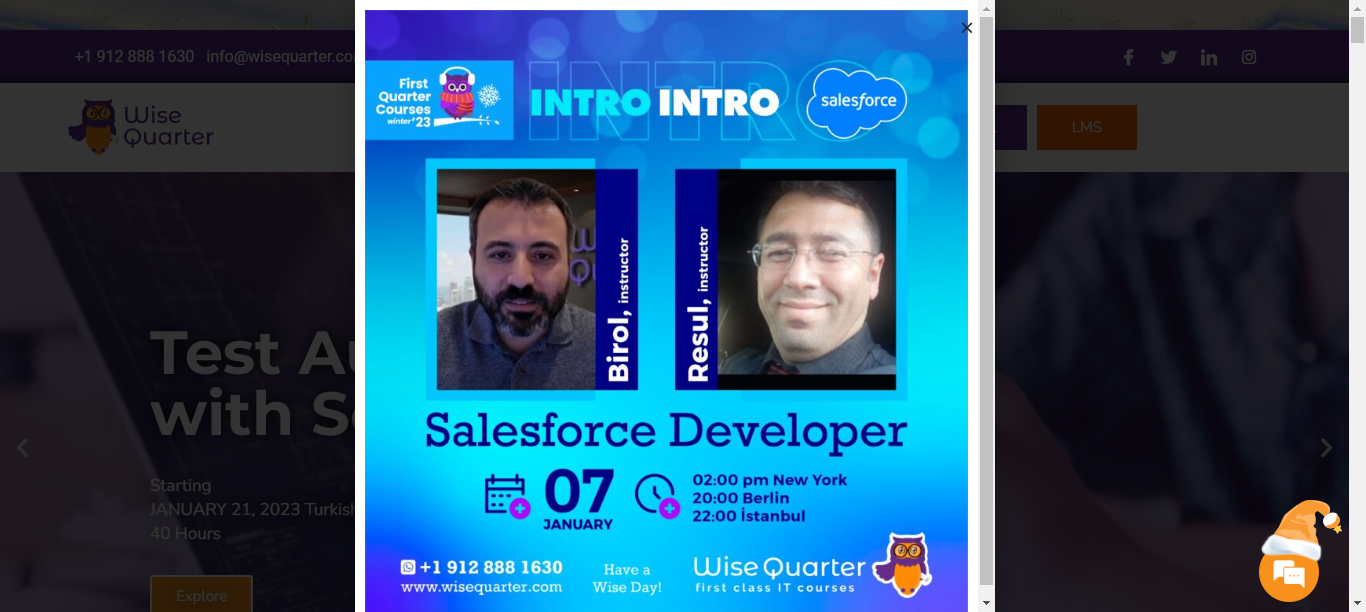 +1 912 888 1630 info@wisequarter.co
Wise
Quarter
LMS
Test Au
with S
Starting
JANUARY 21, 2023 Turkish
40 Hours
Explore
First
Quarter
Courses
winter'23
INTRO INTRO
salesforce
Birol, instructor
Resul, instructor
Salesforce Developer
07
JANUARY
02:00 pm New York
20:00 Berlin
22:00 İstanbul
+1 912 888 1630
www.wisequarter.com
Have a
Wise Day!
Wise Quarter
first class IT courses